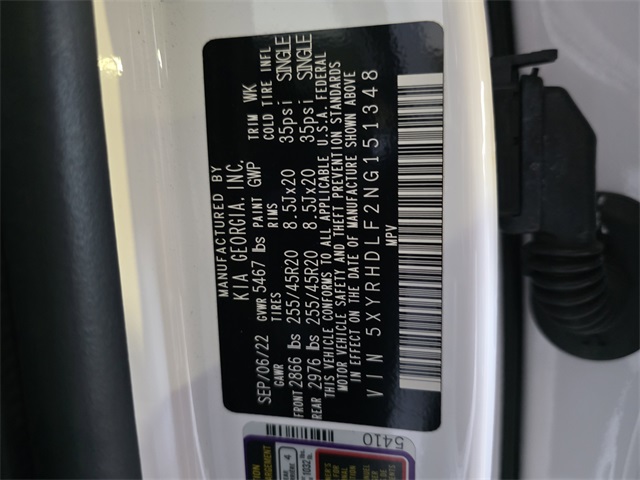 MANUFACTURED BY
KIA GEORGIA, INC.
SEP/06/22 GVWR 5467 lbs PAINT GWP TRIM WK
GAWR TIRES RIMS COLD TIRE INFL
FRONT 2866 lbs 255/45R20 8.5Jx20 35psi SINGLE
REAR 2976 lbs 255/45R20 8.5Jx20 35psi SINGLE
THIS VEHICLE CONFORMS TO ALL APPLICABLE U.S.A. FEDERAL
MOTOR VEHICLE SAFETY AND THEFT PREVENTION STANDARDS
IN EFFECT ON THE DATE OF MANUFACTURE SHOWN ABOVE
VIN 5XYRHDLF2NG151348
MPV
5410